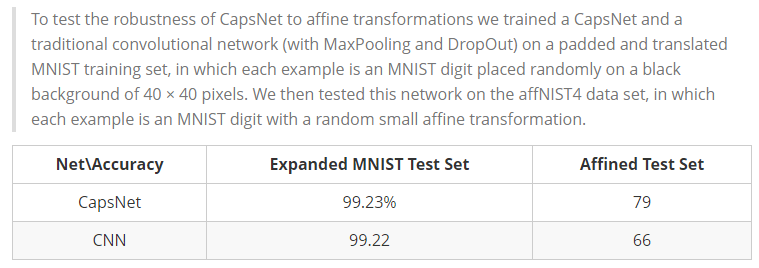 To test the robustness of CapsNet to affine transformations we trained a CapsNet and a
traditional convolutional network (with MaxPooling and DropOut) on a padded and translated
MNIST training set, in which each example is an MNIST digit placed randomly on a black
background of 40 × 40 pixels. We then tested this network on the affNIST4 data set, in which
each example is an MNIST digit with a random small affine transformation.
Net\Accuracy Expanded MNIST Test Set Affined Test Set
CapsNet 99.23% 79
CNN 99.22 66